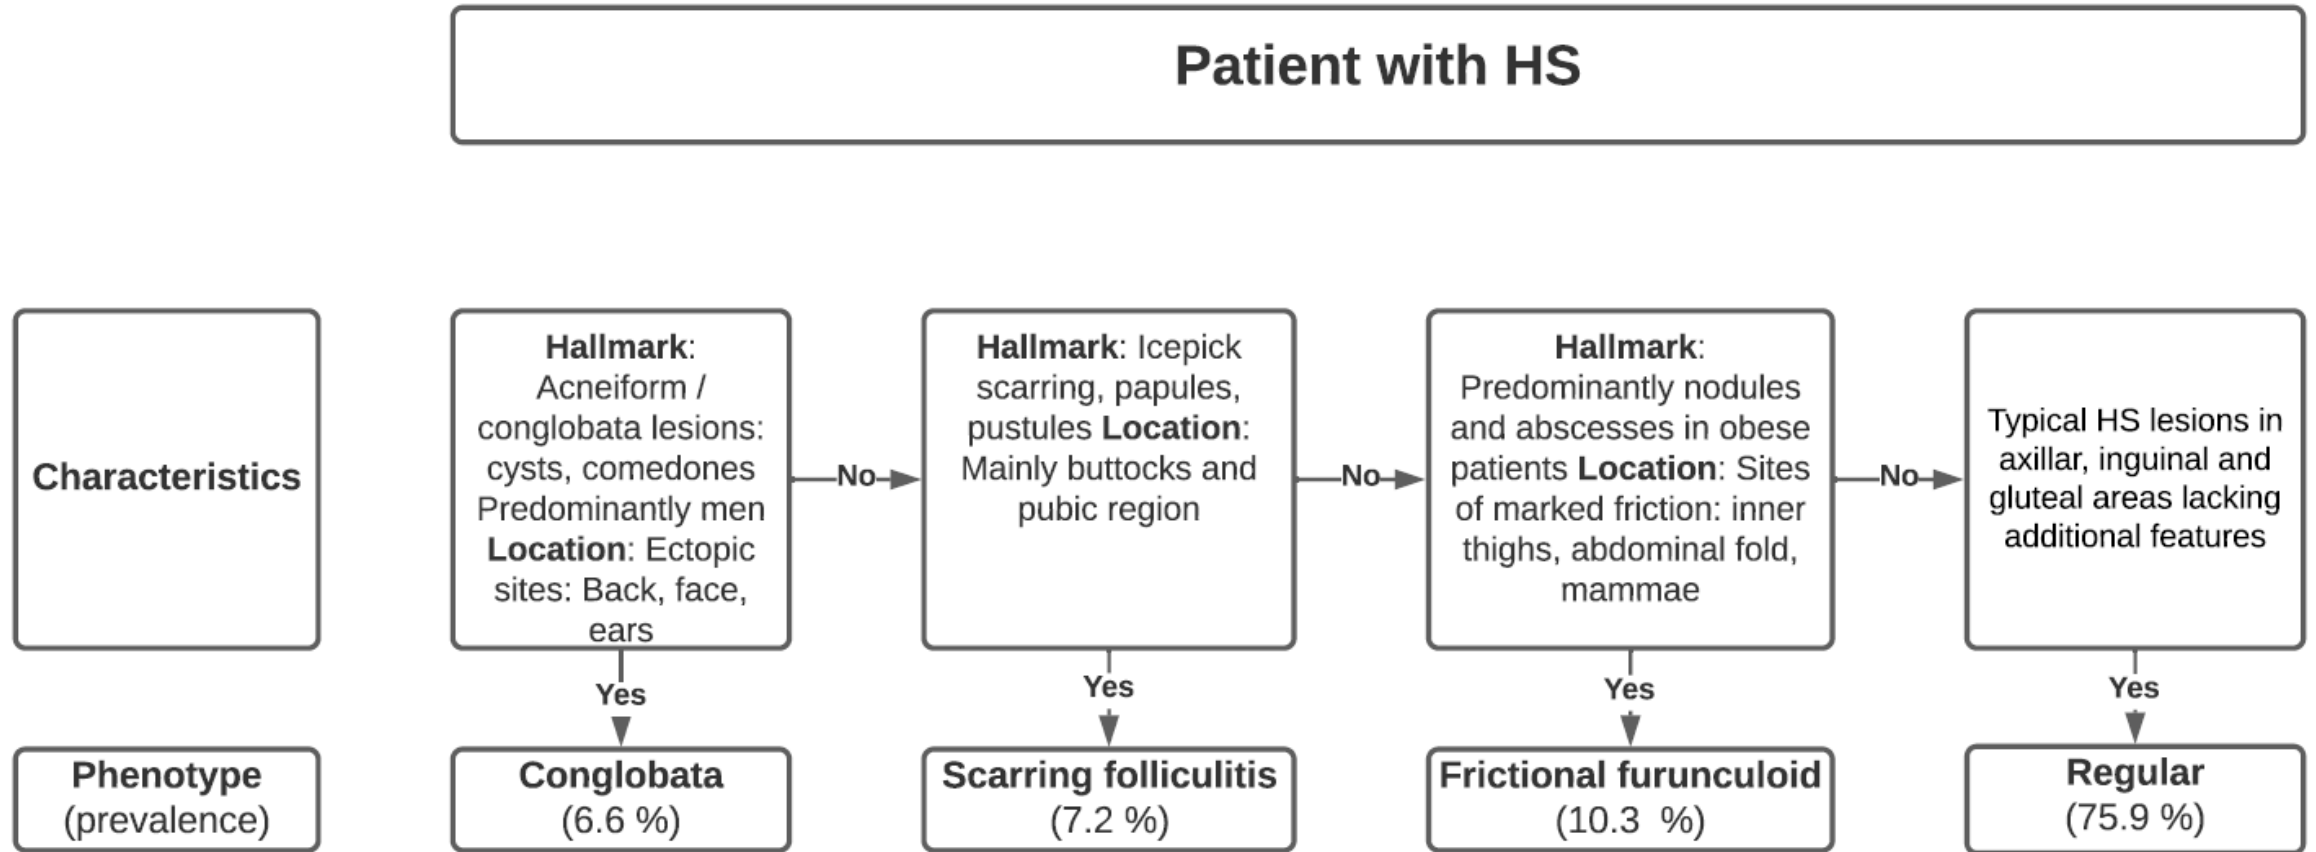 Patient with HS
Characteristics
Hallmark:
Acneiform /
conglobata lesions:
cysts, comedones
Predominantly men
Location: Ectopic
sites: Back, face,
ears
No
Hallmark: Icepick
scarring, papules,
pustules Location:
Mainly buttocks and
pubic region
No
Hallmark:
Predominantly nodules
and abscesses in obese
patients Location: Sites
of marked friction: inner
thighs, abdominal fold,
mammae
No
Typical HS lesions in
axillar, inguinal and
gluteal areas lacking
additional features
Yes
Yes
Yes
Yes
Phenotype
(prevalence)
Conglobata
(6.6 %)
Scarring folliculitis
(7.2 %)
Frictional furunculoid
(10.3  %)
Regular
(75.9 %)